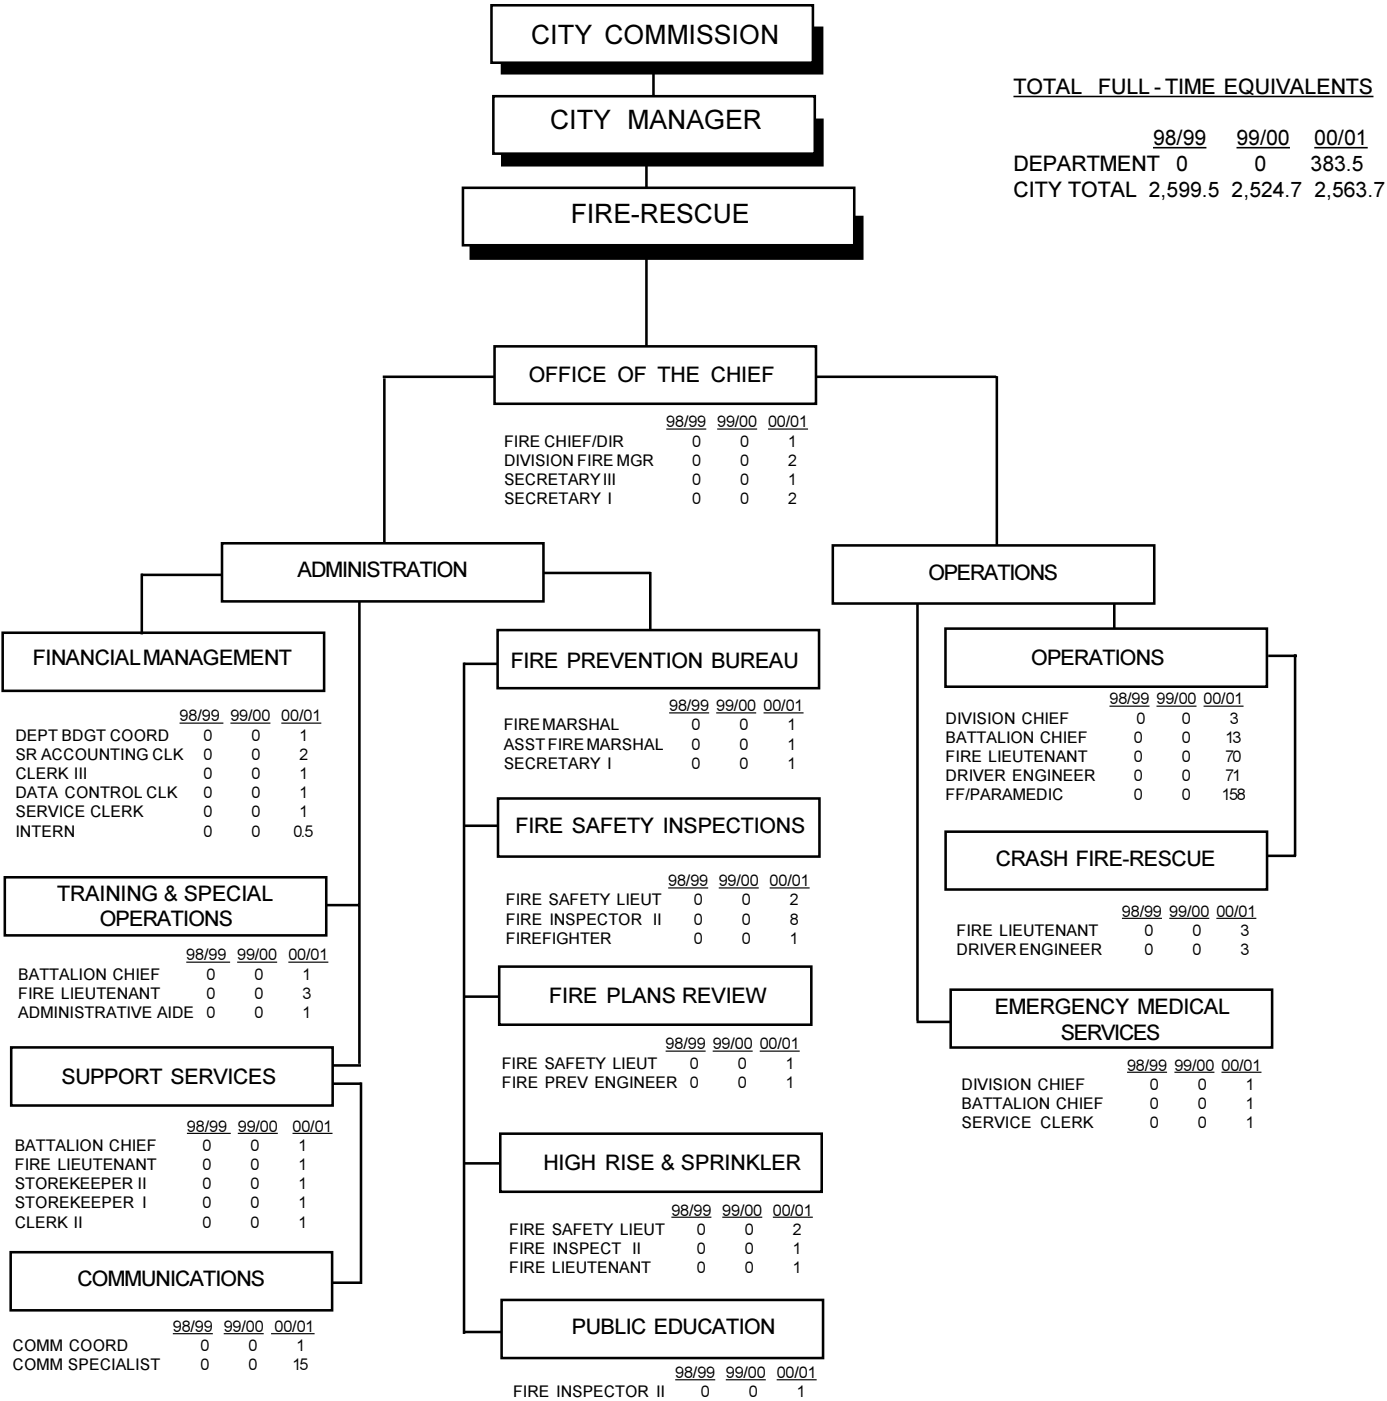 CITY COMMISSION
CITY MANAGER
FIRE-RESCUE
TOTAL FULL - TIME EQUIVALENTS
98/99 99/00 00/01
DEPARTMENT 0 0 383.5
CITY TOTAL 2,599.5 2,524.7 2,563.7
OFFICE OF THE CHIEF
98/99 99/00 00/01
FIRE CHIEF/DIR 0 0 1
DIVISION FIRE MGR 0 0 2
SECRETARY III 0 0 1
SECRETARY I 0 0 2
ADMINISTRATION
FINANCIAL MANAGEMENT
98/99 99/00 00/01
DEPT BDGT COORD 0 0 1
SR ACCOUNTING CLK 0 0 2
CLERK III 0 0 1
DATA CONTROL CLK 0 0 1
SERVICE CLERK 0 0 1
INTERN 0 0 0.5
TRAINING & SPECIAL
OPERATIONS
98/99 99/00 00/01
BATTALION CHIEF 0 0 1
FIRE LIEUTENANT 0 0 3
ADMINISTRATIVE AIDE 0 0 1
SUPPORT SERVICES
98/99 99/00 00/01
BATTALION CHIEF 0 0 1
FIRE LIEUTENANT 0 0 1
STOREKEEPER II 0 0 1
STOREKEEPER I 0 0 1
CLERK II 0 0 1
COMMUNICATIONS
98/99 99/00 00/01
COMM COORD 0 0 1
COMM SPECIALIST 0 0 15
FIRE PREVENTION BUREAU
98/99 99/00 00/01
FIRE MARSHAL 0 0 1
ASST FIRE MARSHAL 0 0 1
SECRETARY I 0 0 1
FIRE SAFETY INSPECTIONS
98/99 99/00 00/01
FIRE SAFETY LIEUT 0 0 2
FIRE INSPECTOR II 0 0 8
FIREFIGHTER 0 0 1
FIRE PLANS REVIEW
98/99 99/00 00/01
FIRE SAFETY LIEUT 0 0 1
FIRE PREV ENGINEER 0 0 1
HIGH RISE & SPRINKLER
98/99 99/00 00/01
FIRE SAFETY LIEUT 0 0 2
FIRE INSPECT II 0 0 1
FIRE LIEUTENANT 0 0 1
PUBLIC EDUCATION
98/99 99/00 00/01
FIRE INSPECTOR II 0 0 1
OPERATIONS
OPERATIONS
98/99 99/00 00/01
DIVISION CHIEF 0 0 3
BATTALION CHIEF 0 0 13
FIRE LIEUTENANT 0 0 70
DRIVER ENGINEER 0 0 71
FF/PARAMEDIC 0 0 158
CRASH FIRE-RESCUE
98/99 99/00 00/01
FIRE LIEUTENANT 0 0 3
DRIVER ENGINEER 0 0 3
EMERGENCY MEDICAL
SERVICES
98/99 99/00 00/01
DIVISION CHIEF 0 0 1
BATTALION CHIEF 0 0 1
SERVICE CLERK 0 0 1